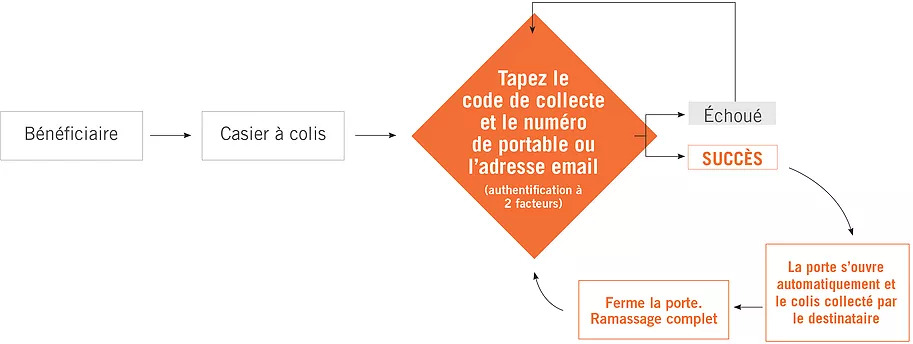 Bénéficiaire
Casier à colis
Tapez le
code de collecte
et le numéro
de portable ou
l'adresse email
(authentification à
2 facteurs)
Échoué
SUCCÈS
La porte s'ouvre
automatiquement et
le colis collecté par
le destinataire
Ferme la porte.
Ramassage complet